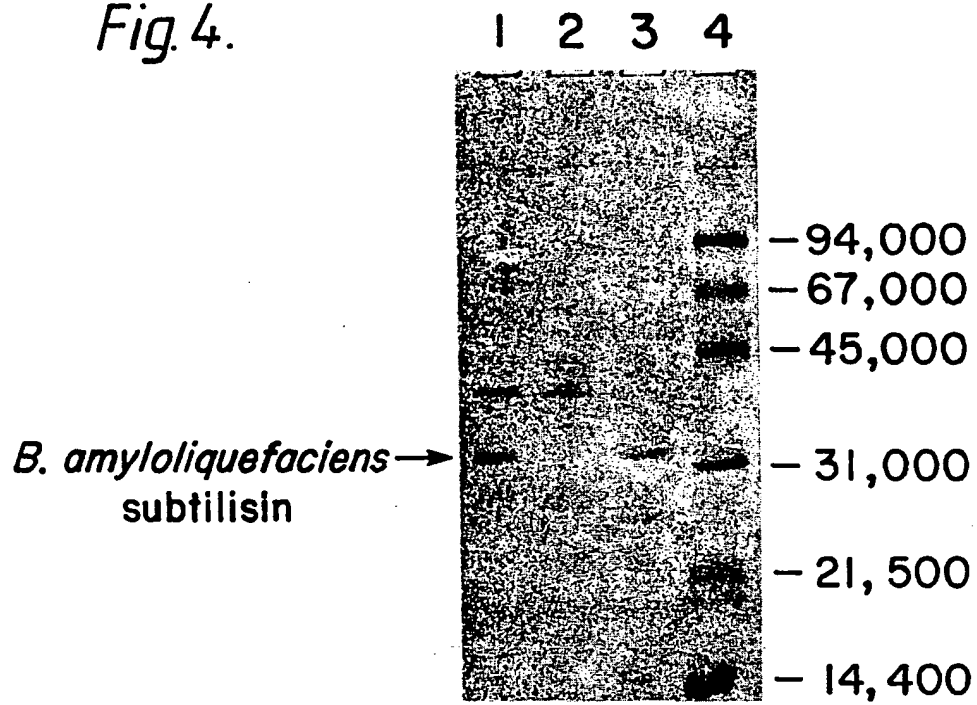 Fig. 4.
1 2 3 4
-94,000
-67,000
-45,000
B. amyloliquefaciens
subtilisin
-31,000
-21,500
-14,400